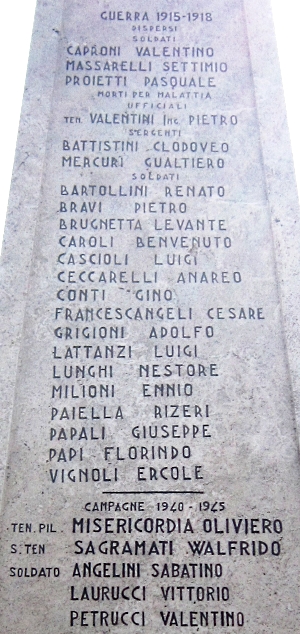 GUERRA 1915-1918
DISPERSI
SOLDATI
CAPRONI VALENTINO
MASSARELLI SETTIMIO
PROIETTI PASQUALE
MORTI PER MALATTIA
UFFICIALI
TEN. VALENTINI ING PIETRO
SERGENTI
BATTISTINI CLODOVEO
MERCURI GUALTIERO
SOLDATI
BARTOLLINI RENATO
BRAVI PIETRO
BRUGNETTA LEVANTE
CAROLI BENVENUTO
CASCIOLI LUIGI
CECCARELLI ANAREO
CONTI GINO
FRANCESCANGELI CESARE
GRIGIONI ADOLFO
LATTANZI LUIGI
LUNGHI NESTORE
MILIONI ENNIO
PAIELLA RIZERI
PAPALI GIUSEPPE
PAPI FLORINDO
VIGNOLI ERCOLE
CAMPAGNE 1940-1945
TEN. PIL. MISERICORDIA OLIVIERO
S. TEN SAGRAMATI WALFRIDO
SOLDATO ANGELINI SABATINO
LAURUCCI VITTORIO
PETRUCCI VALENTINO